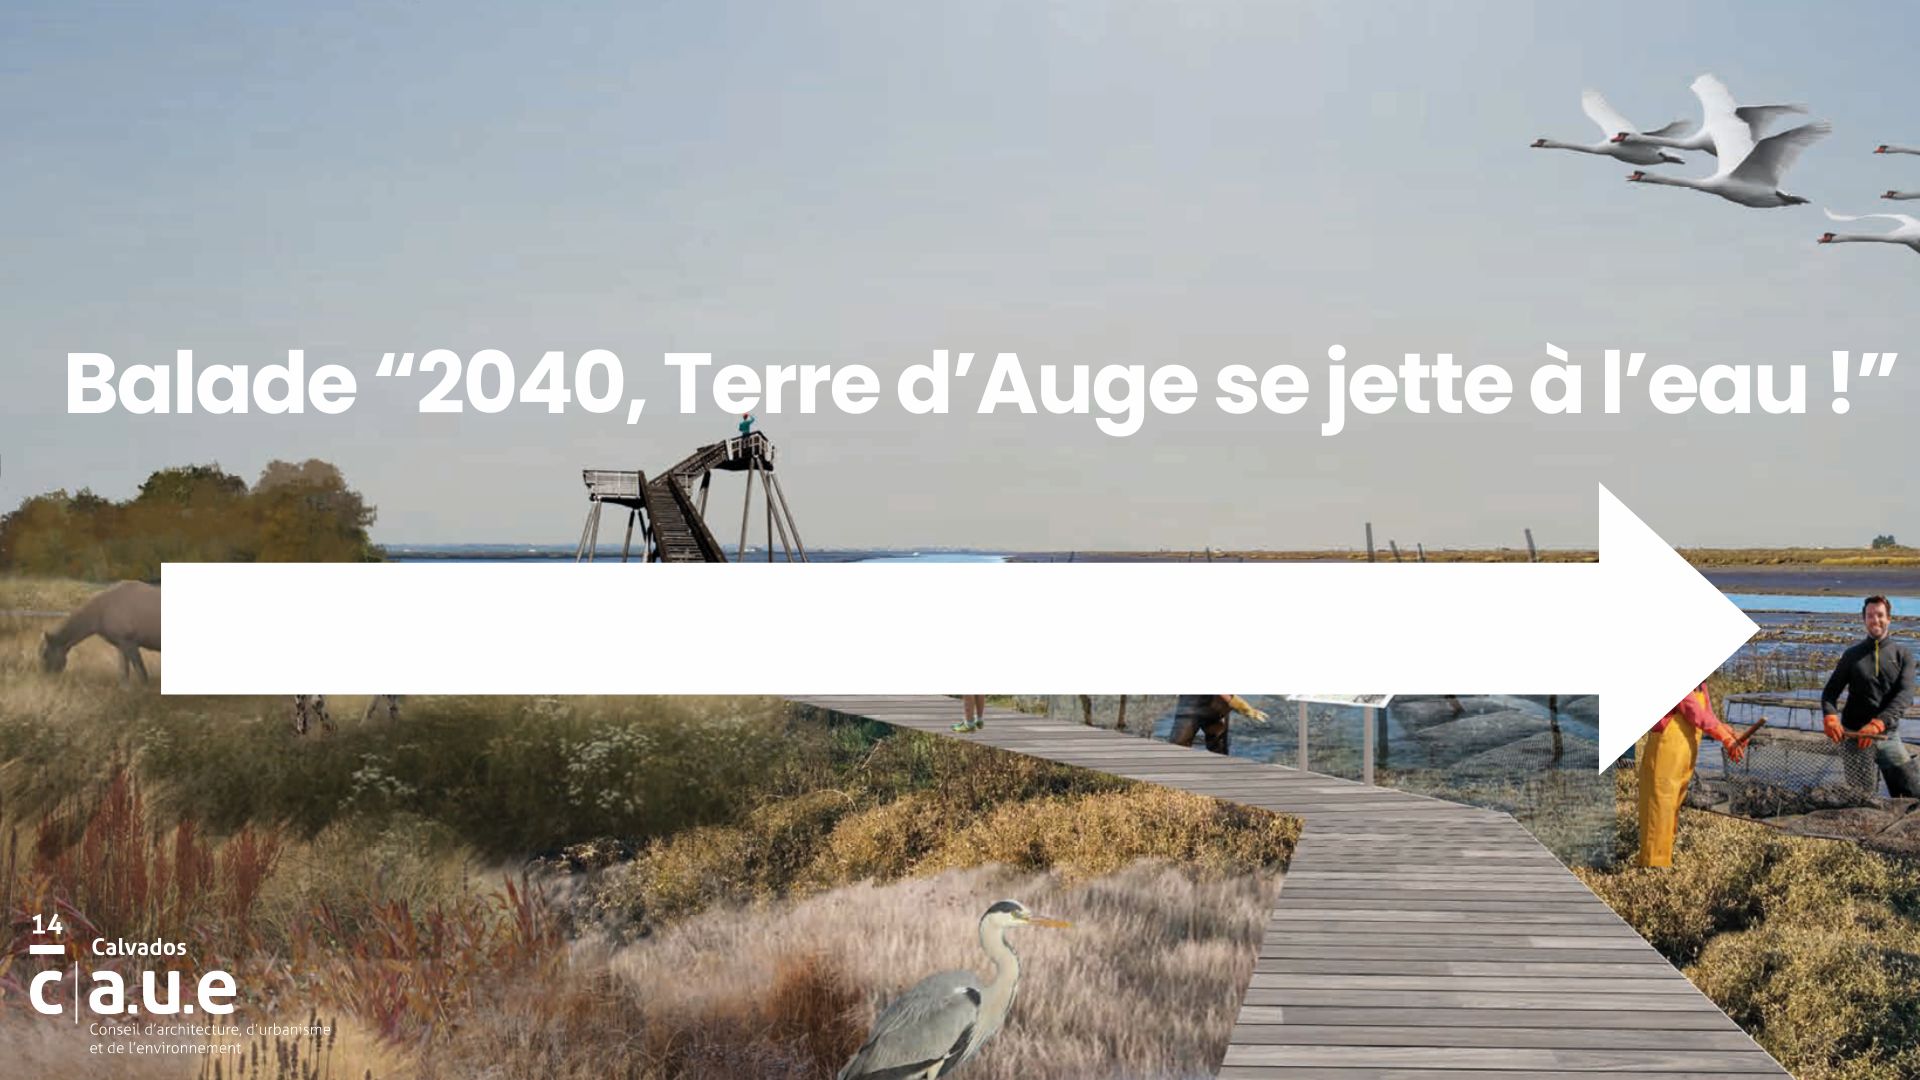 Balade “2040, Terre d’Auge se jette à l’eau !”
14
Calvados
c|a.u.e
Conseil d’architecture, d’urbanisme
et de l’environnement